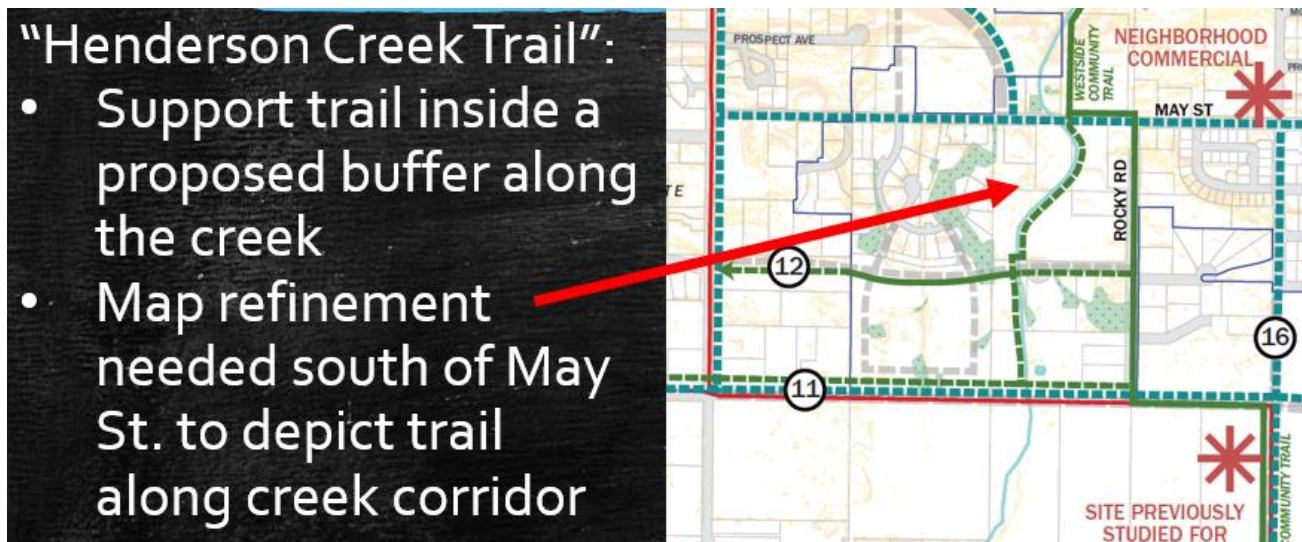 “Henderson Creek Trail”:
• Support trail inside a
proposed buffer along
the creek
• Map refinement
needed south of May
St. to depict trail
along creek corridor
PROSPECT AVE
WESTSIDE
COMMUNITY
TRAIL
NEIGHBORHOOD
COMMERCIAL
MAY ST
ROCKY RD
12
16
11
SITE PREVIOUSLY
STUDIED FOR
COMMUNITY TRAIL